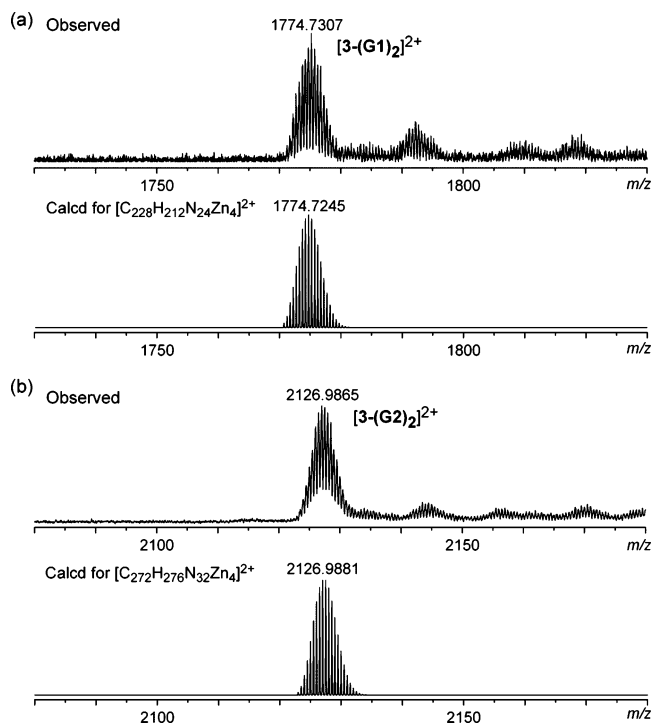 (a) Observed
1774.7307
[3-(G1)₂]²⁺
1750 1800 m/z
Calcd for [C₂₂₈H₂₁₂N₂₄Zn₄]²⁺ 1774.7245
1750 1800 m/z
(b) Observed
2126.9865
[3-(G2)₂]²⁺
2100 2150 m/z
Calcd for [C₂₇₂H₂₇₆N₃₂Zn₄]²⁺ 2126.9881
2100 2150 m/z